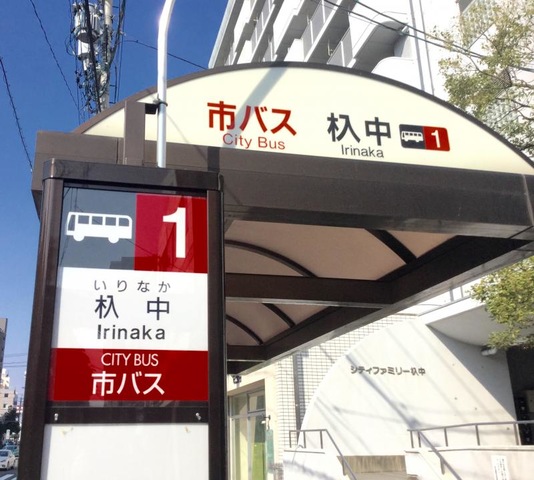 市バス 杁中 1
City Bus Irinaka
1
いりなか
杁中
Irinaka
CITY BUS
市バス
シティファミリー杁中